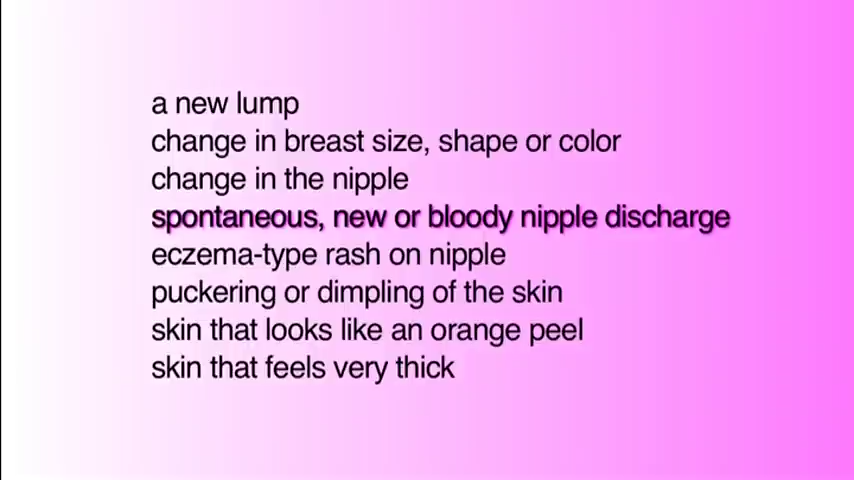 a new lump
change in breast size, shape or color
change in the nipple
spontaneous, new or bloody nipple discharge
eczema-type rash on nipple
puckering or dimpling of the skin
skin that looks like an orange peel
skin that feels very thick